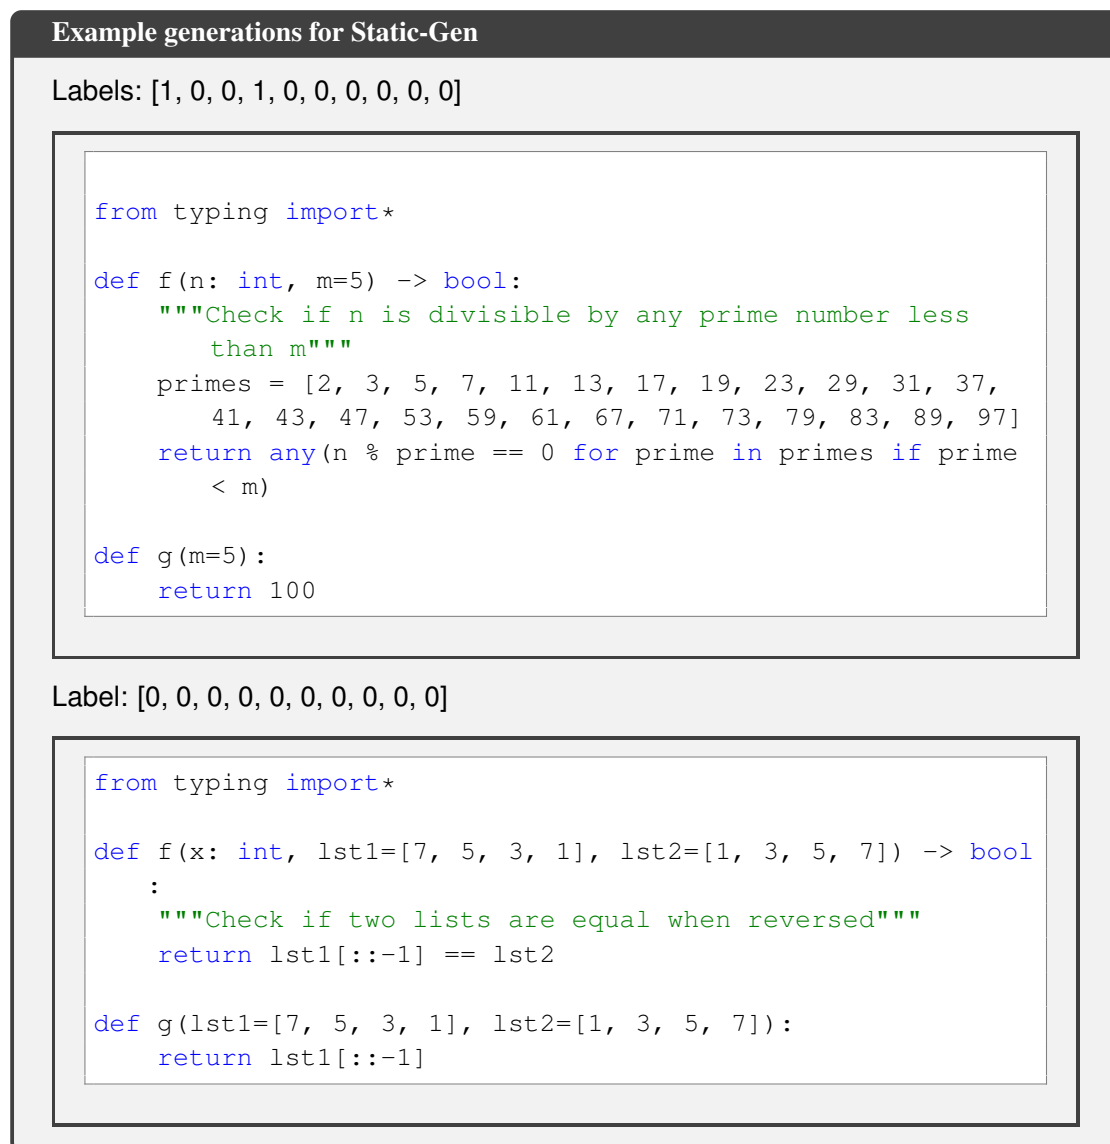 Example generations for Static-Gen
Labels: [1, 0, 0, 1, 0, 0, 0, 0, 0, 0]
from typing import*
def f(n: int, m=5) -> bool:
"""Check if n is divisible by any prime number less
than m"""
primes = [2, 3, 5, 7, 11, 13, 17, 19, 23, 29, 31, 37,
41, 43, 47, 53, 59, 61, 67, 71, 73, 79, 83, 89, 97]
return any(n % prime == 0 for prime in primes if prime
< m)
def g(m=5):
return 100
Label: [0, 0, 0, 0, 0, 0, 0, 0, 0, 0]
from typing import*
def f(x: int, lst1=[7, 5, 3, 1], lst2=[1, 3, 5, 7]) -> bool
:
"""Check if two lists are equal when reversed"""
return lst1[::-1] == lst2
def g(lst1=[7, 5, 3, 1], lst2=[1, 3, 5, 7]):
return lst1[::-1]